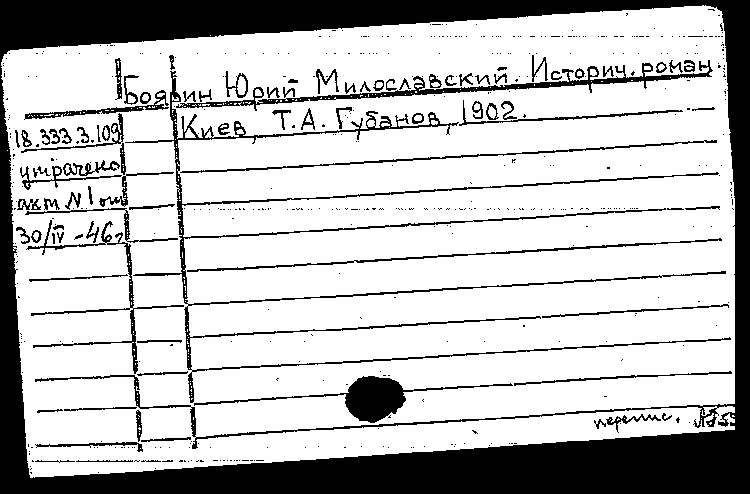 Боярин Юрий Милославский. Историч. роман.
Киев, Т.А. Губанов, 1902.
18.333.3.109
утрачено
акт N 1 от
30/IV -46г
перепис.